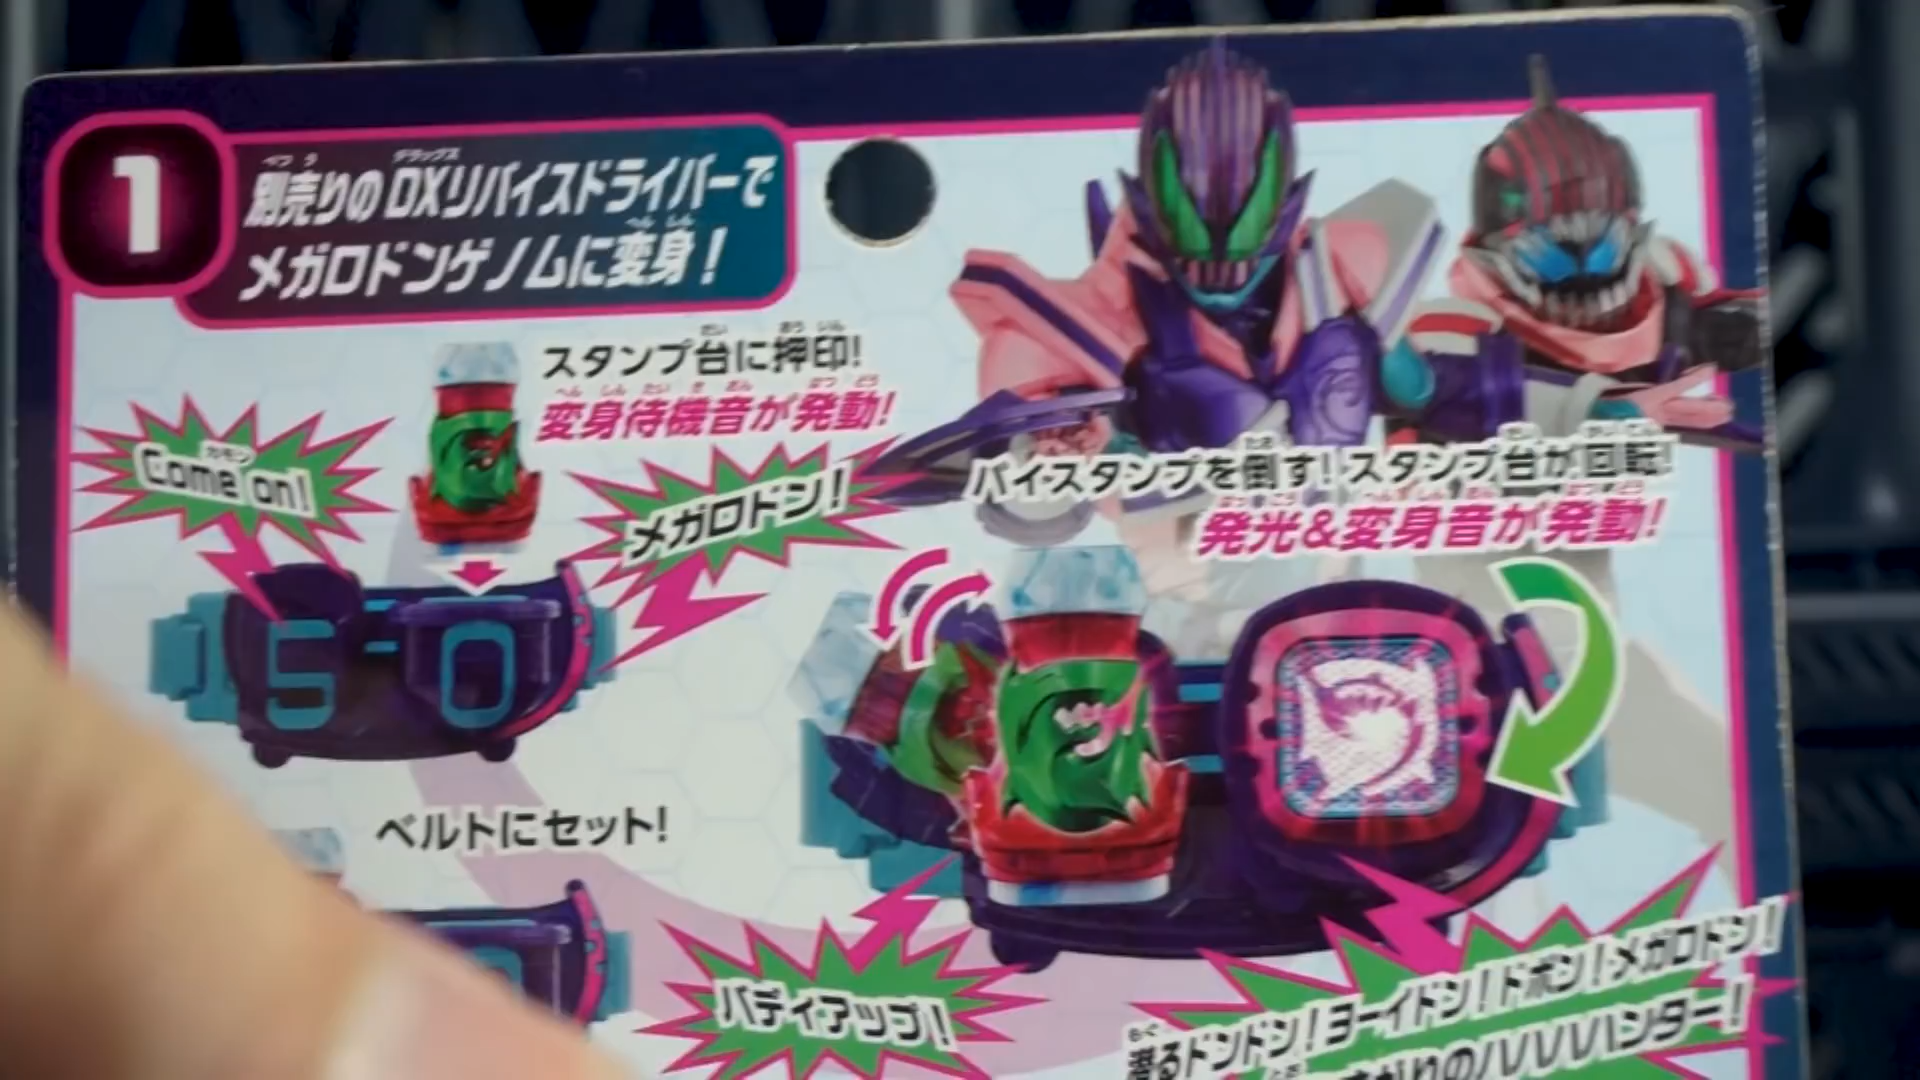 1
別売りのDXリバイスドライバーで
メガロドンゲノムに変身！
スタンプ台に押印！
変身待機音が発動！
Come on!
メガロドン！
バイスタンプを倒す！スタンプ台が回転！
発光&変身音が発動！
50
ベルトにセット！
バディアップ！
潜るドンドン！ヨーイドン！ドボン！メガロドン！